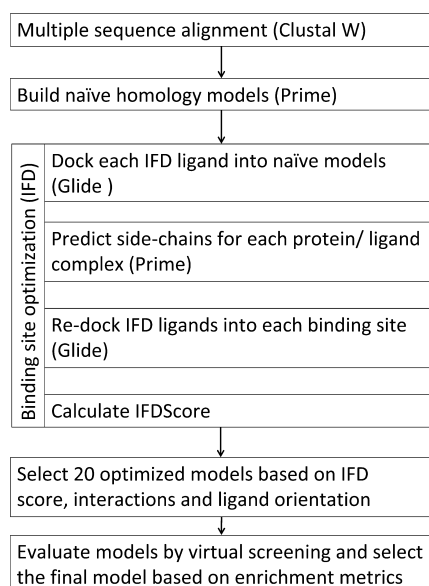 Multiple sequence alignment (Clustal W)
Build naïve homology models (Prime)
Binding site optimization (IFD)
Dock each IFD ligand into naïve models
(Glide )
Predict side-chains for each protein/ ligand
complex (Prime)
Re-dock IFD ligands into each binding site
(Glide)
Calculate IFDScore
Select 20 optimized models based on IFD
score, interactions and ligand orientation
Evaluate models by virtual screening and select
the final model based on enrichment metrics